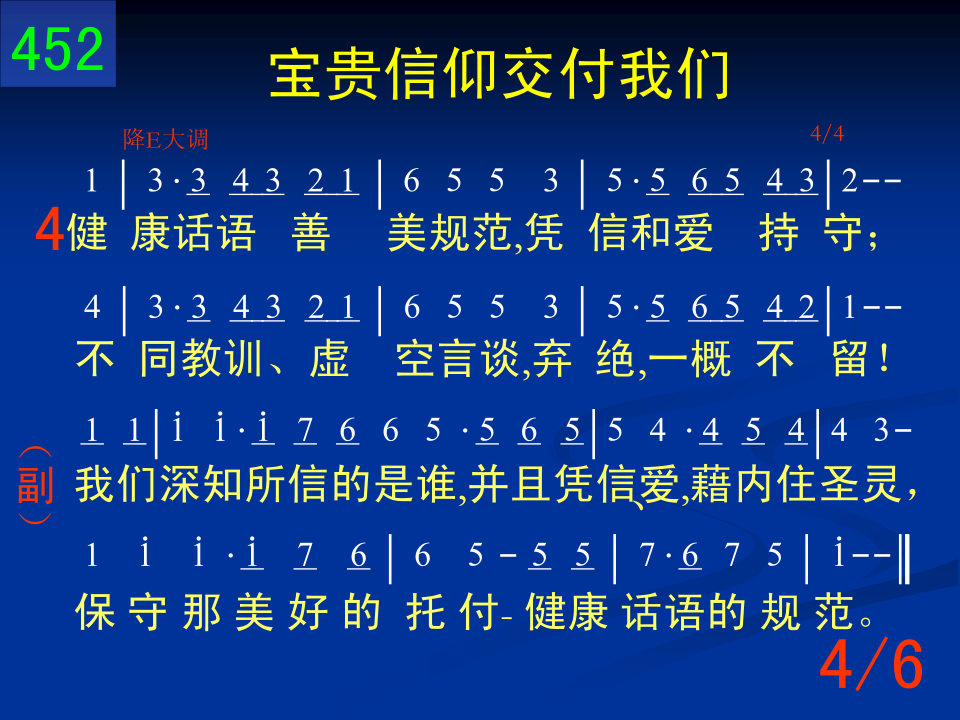 452
宝贵信仰交付我们
降E大调 4/4
1 | 3 · 3 4 3 2 1 | 6 5 5 3 | 5 · 5 6 5 4 3 | 2 - -
4 健 康话语 善 美规范,凭 信和爱 持 守；
4 | 3 · 3 4 3 2 1 | 6 5 5 3 | 5 · 5 6 5 4 2 | 1 - -
不 同教训、虚 空言谈,弃 绝,一概 不 留！
1 1 | i i · i 7 6 6 5 · 5 6 5 | 5 4 · 4 5 4 | 4 3 -
（副） 我们深知所信的是谁,并且凭信、爱,藉内住圣灵，
1 i i · i 7 6 | 6 5 - 5 5 | 7 · 6 7 5 | i - - ‖
保 守 那 美 好 的 托 付- 健康 话语的 规 范。
4/6